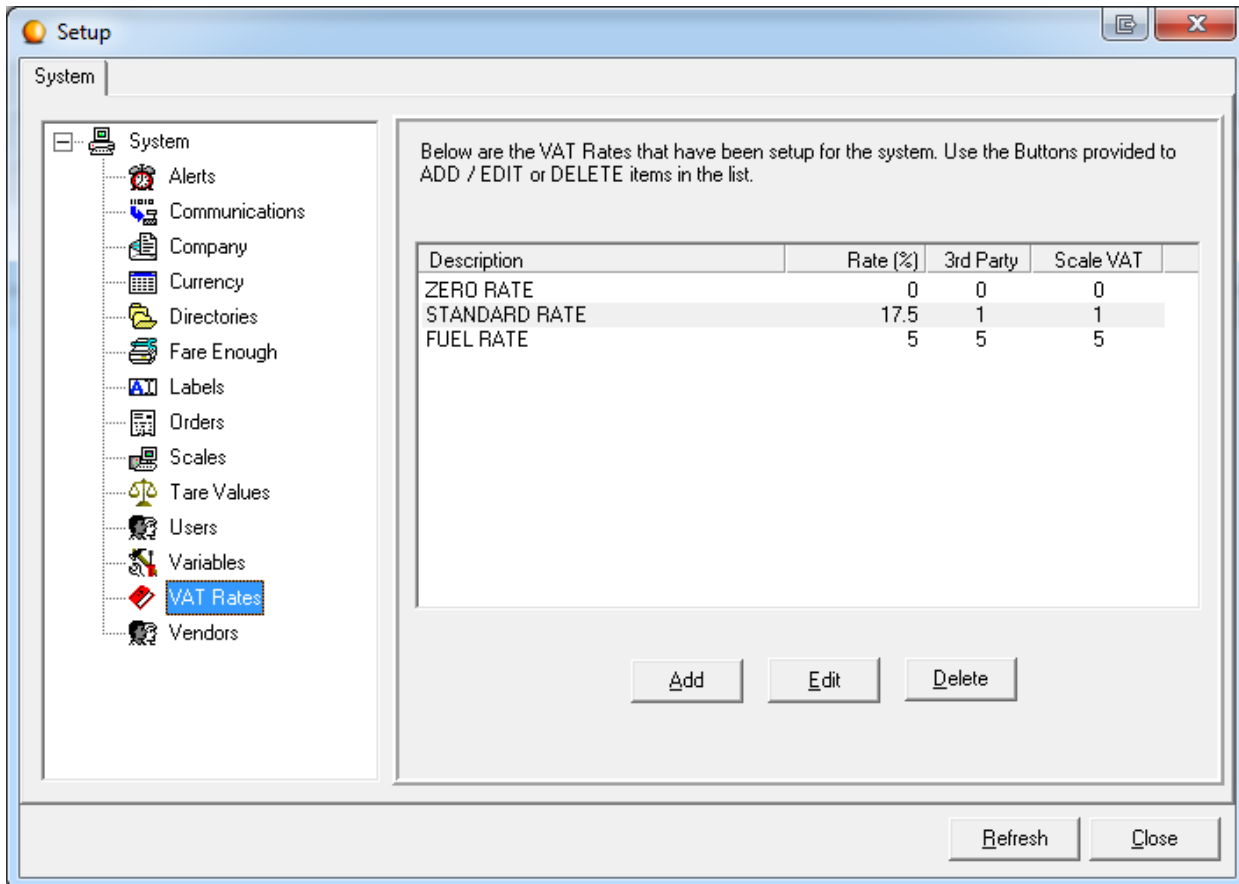 Setup
System
System
Alerts
Communications
Company
Currency
Directories
Fare Enough
Labels
Orders
Scales
Tare Values
Users
Variables
VAT Rates
Vendors
Below are the VAT Rates that have been setup for the system. Use the Buttons provided to
ADD / EDIT or DELETE items in the list.
Description Rate (%) 3rd Party Scale VAT
ZERO RATE 0 0 0
STANDARD RATE 17.5 1 1
FUEL RATE 5 5 5
Add Edit Delete
Refresh Close